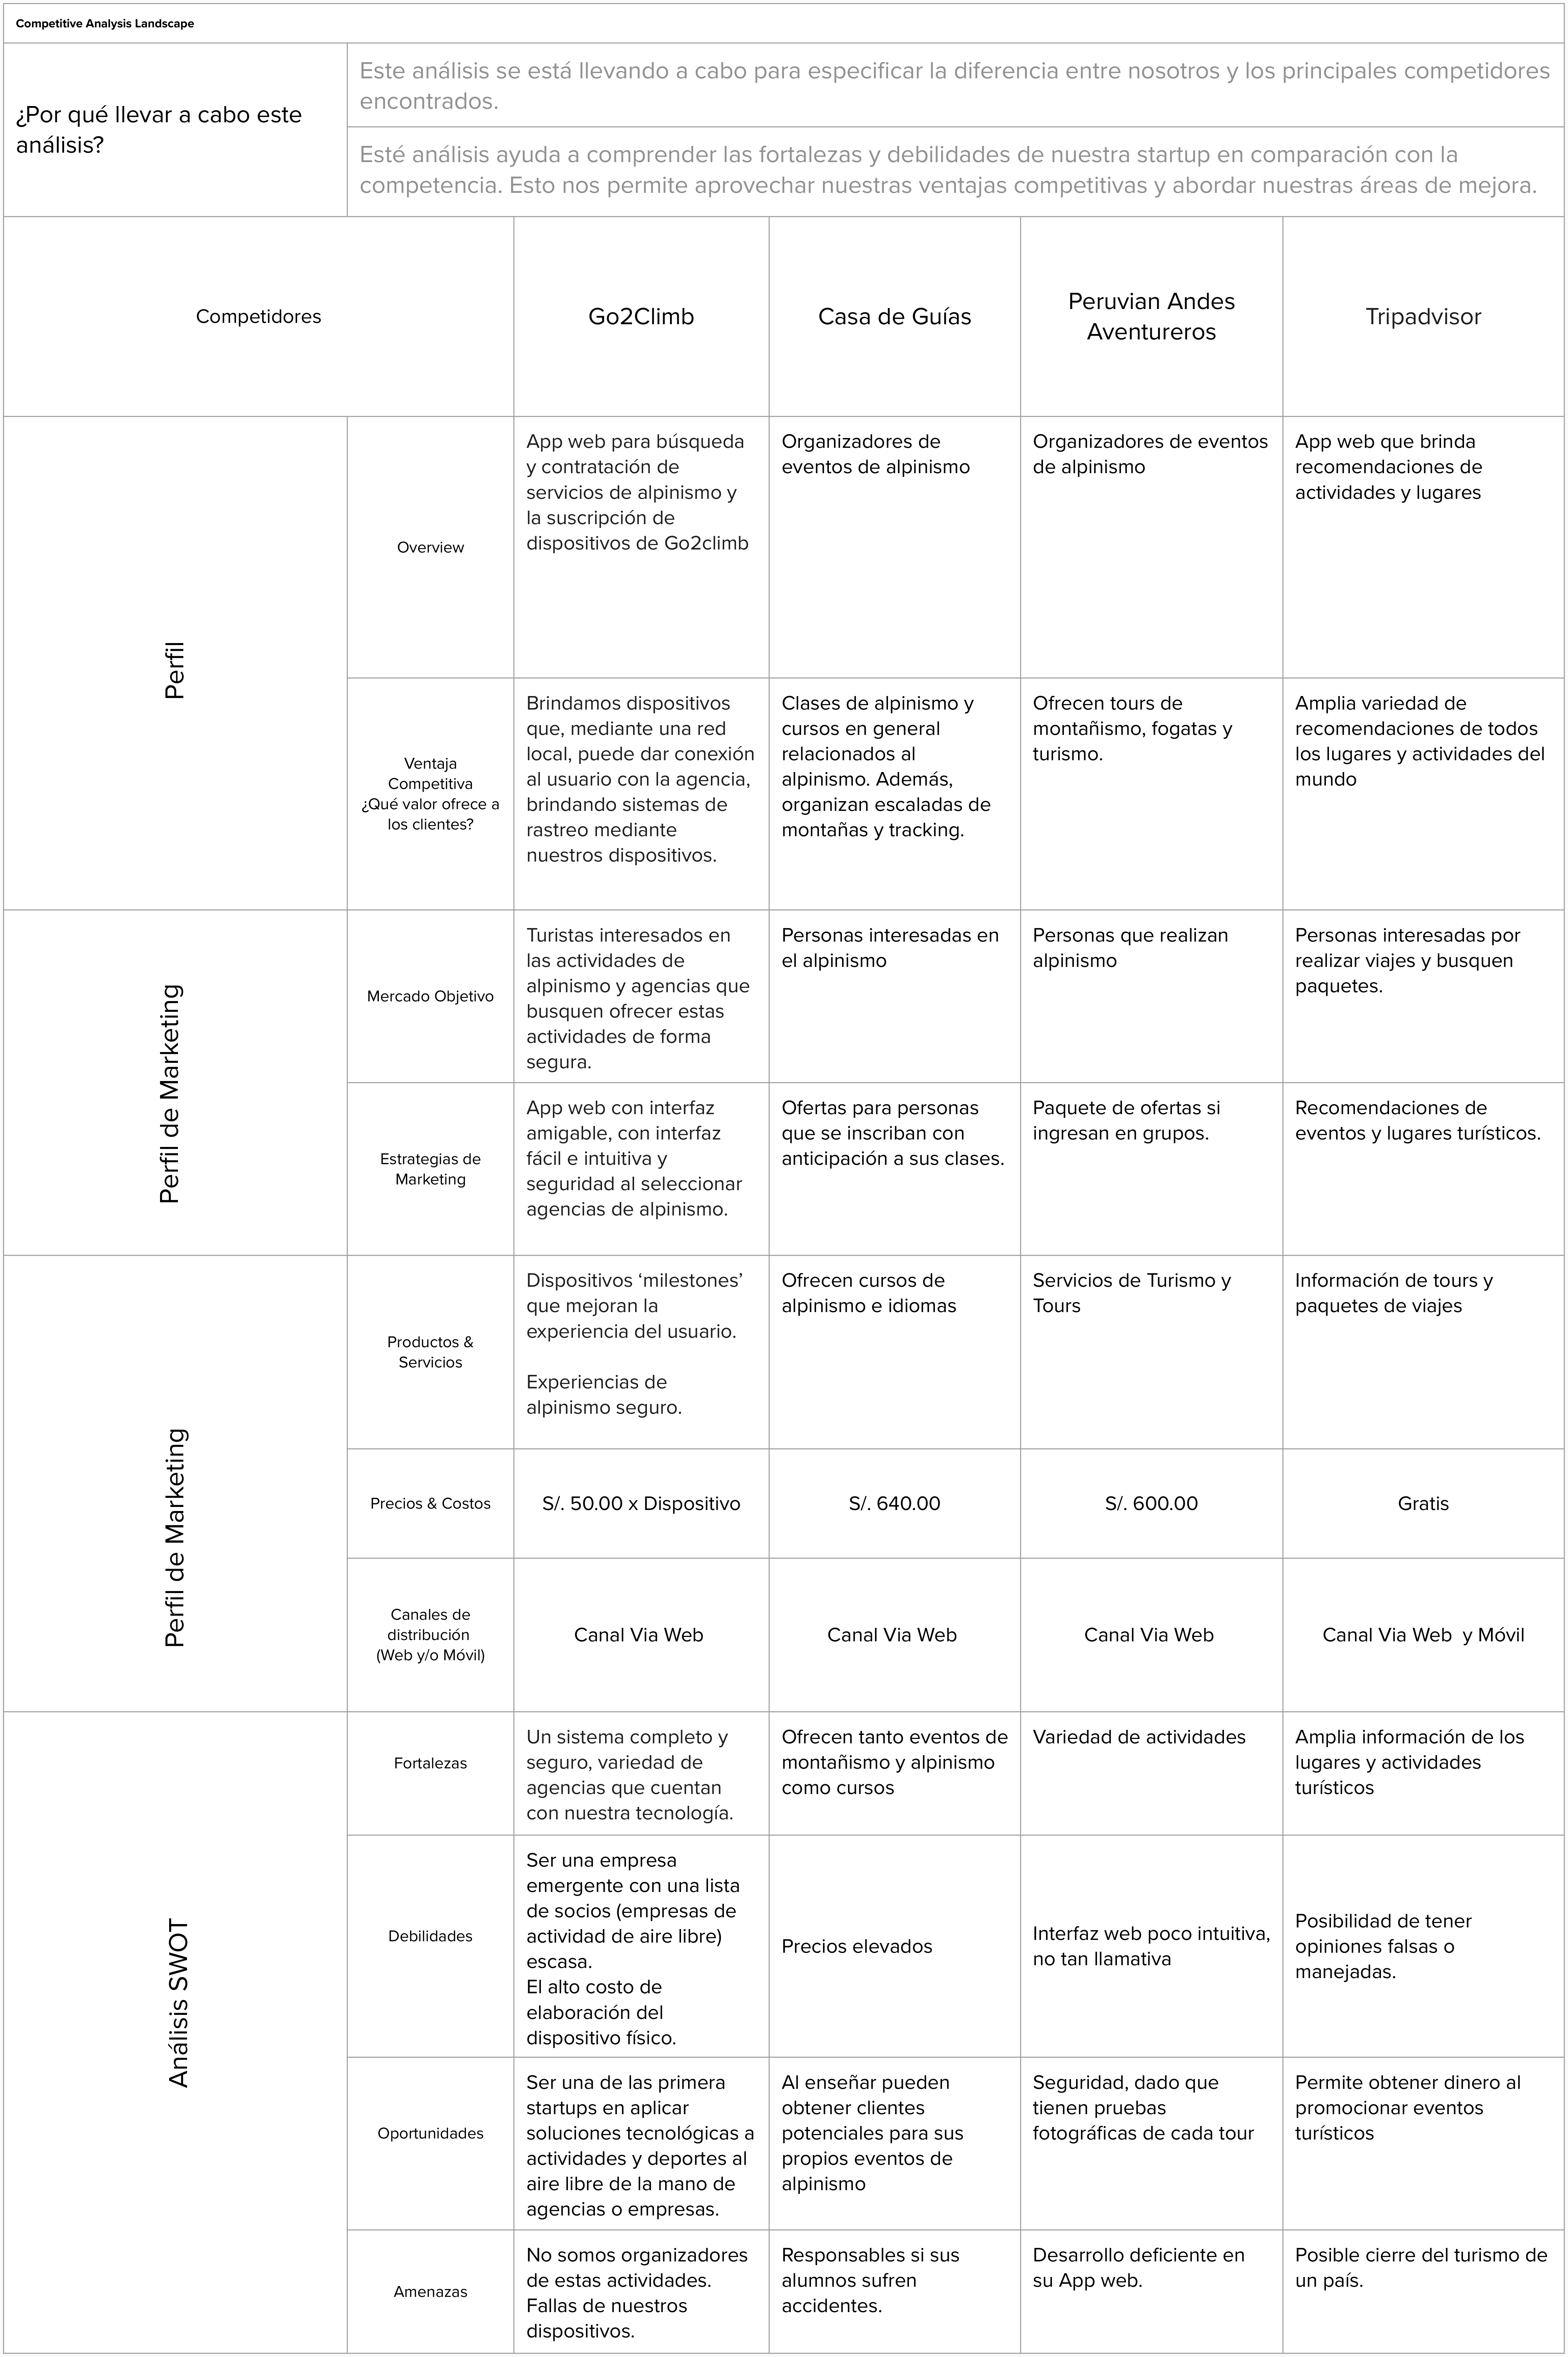 Competitive Analysis Landscape
¿Por qué llevar a cabo este
análisis?
Este análisis se está llevando a cabo para especificar la diferencia entre nosotros y los principales competidores
encontrados.
Esté análisis ayuda a comprender las fortalezas y debilidades de nuestra startup en comparación con la
competencia. Esto nos permite aprovechar nuestras ventajas competitivas y abordar nuestras áreas de mejora.
Competidores
Go2Climb
Casa de Guías
Peruvian Andes
Aventureros
Tripadvisor
Perfil
Overview
App web para búsqueda
y contratación de
servicios de alpinismo y
la suscripción de
dispositivos de Go2climb
Organizadores de
eventos de alpinismo
Organizadores de eventos
de alpinismo
App web que brinda
recomendaciones de
actividades y lugares
Ventaja
Competitiva
¿Qué valor ofrece a
los clientes?
Brindamos dispositivos
que, mediante una red
local, puede dar conexión
al usuario con la agencia,
brindando sistemas de
rastreo mediante
nuestros dispositivos.
Clases de alpinismo y
cursos en general
relacionados al
alpinismo. Además,
organizan escaladas de
montañas y tracking.
Ofrecen tours de
montañismo, fogatas y
turismo.
Amplia variedad de
recomendaciones de todos
los lugares y actividades del
mundo
Perfil de Marketing
Mercado Objetivo
Turistas interesados en
las actividades de
alpinismo y agencias que
busquen ofrecer estas
actividades de forma
segura.
Personas interesadas en
el alpinismo
Personas que realizan
alpinismo
Personas interesadas por
realizar viajes y busquen
paquetes.
Estrategias de
Marketing
App web con interfaz
amigable, con interfaz
fácil e intuitiva y
seguridad al seleccionar
agencias de alpinismo.
Ofertas para personas
que se inscriban con
anticipación a sus clases.
Paquete de ofertas si
ingresan en grupos.
Recomendaciones de
eventos y lugares turísticos.
Perfil de Marketing
Productos &
Servicios
Dispositivos ‘milestones’
que mejoran la
experiencia del usuario.
Experiencias de
alpinismo seguro.
Ofrecen cursos de
alpinismo e idiomas
Servicios de Turismo y
Tours
Información de tours y
paquetes de viajes
Precios & Costos
S/. 50.00 x Dispositivo
S/. 640.00
S/. 600.00
Gratis
Canales de
distribución
(Web y/o Móvil)
Canal Via Web
Canal Via Web
Canal Via Web
Canal Via Web  y Móvil
Análisis SWOT
Fortalezas
Un sistema completo y
seguro, variedad de
agencias que cuentan
con nuestra tecnología.
Ofrecen tanto eventos de
montañismo y alpinismo
como cursos
Variedad de actividades
Amplia información de los
lugares y actividades
turísticos
Debilidades
Ser una empresa
emergente con una lista
de socios (empresas de
actividad de aire libre)
escasa.
El alto costo de
elaboración del
dispositivo físico.
Precios elevados
Interfaz web poco intuitiva,
no tan llamativa
Posibilidad de tener
opiniones falsas o
manejadas.
Oportunidades
Ser una de las primera
startups en aplicar
soluciones tecnológicas a
actividades y deportes al
aire libre de la mano de
agencias o empresas.
Al enseñar pueden
obtener clientes
potenciales para sus
propios eventos de
alpinismo
Seguridad, dado que
tienen pruebas
fotográficas de cada tour
Permite obtener dinero al
promocionar eventos
turísticos
Amenazas
No somos organizadores
de estas actividades.
Fallas de nuestros
dispositivos.
Responsables si sus
alumnos sufren
accidentes.
Desarrollo deficiente en
su App web.
Posible cierre del turismo de
un país.